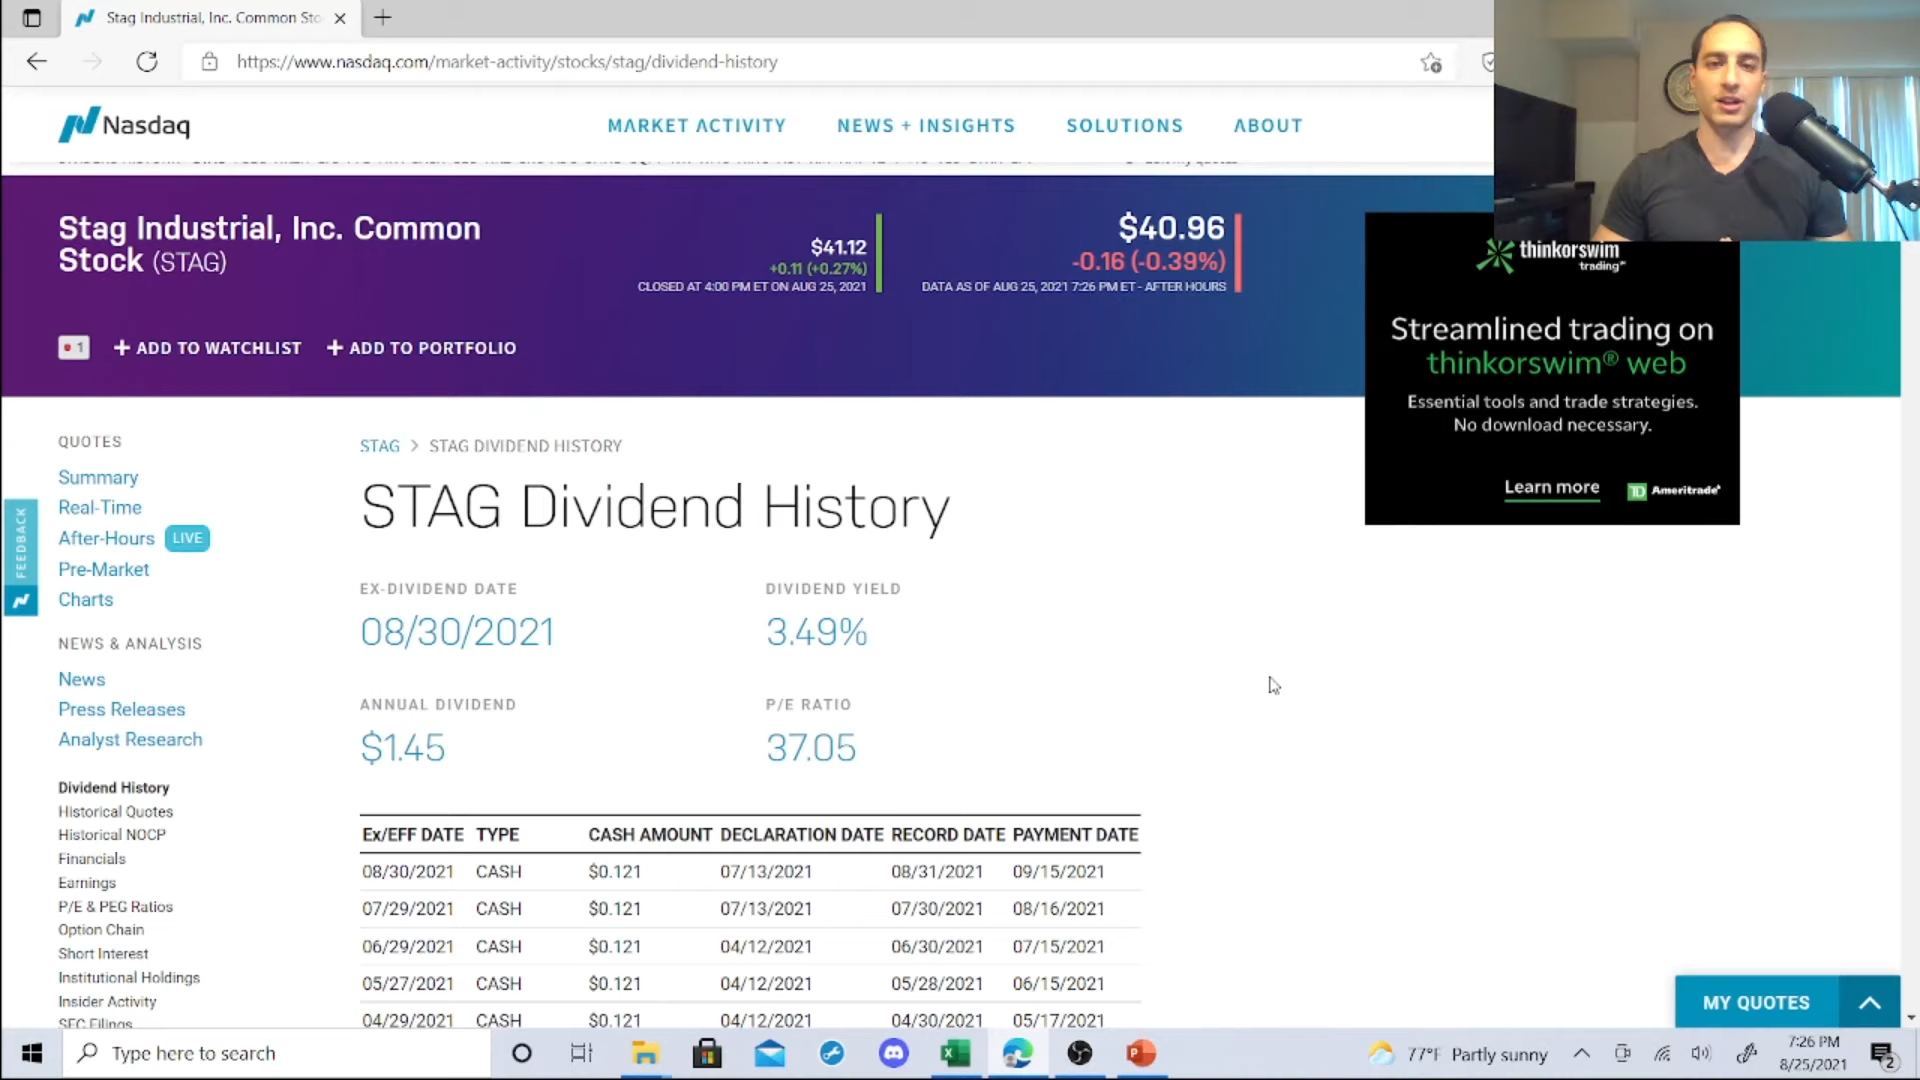 Stag Industrial, Inc. Common Sto
https://www.nasdaq.com/market-activity/stocks/stag/dividend-history
Nasdaq
MARKET ACTIVITY
NEWS + INSIGHTS
SOLUTIONS
ABOUT
Stag Industrial, Inc. Common
Stock (STAG)
$41.12
+0.11 (+0.27%)
CLOSED AT 4:00 PM ET ON AUG 25, 2021
$40.96
-0.16 (-0.39%)
DATA AS OF AUG 25, 2021 7:26 PM ET - AFTER HOURS
1
+ ADD TO WATCHLIST
+ ADD TO PORTFOLIO
thinkorswim
trading
Streamlined trading on
thinkorswim® web
Essential tools and trade strategies.
No download necessary.
Learn more
TD Ameritrade
FEEDBACK
QUOTES
Summary
Real-Time
After-Hours LIVE
Pre-Market
Charts
NEWS & ANALYSIS
News
Press Releases
Analyst Research
Dividend History
Historical Quotes
Historical NOCP
Financials
Earnings
P/E & PEG Ratios
Option Chain
Short Interest
Institutional Holdings
Insider Activity
SEC Filings
STAG > STAG DIVIDEND HISTORY
STAG Dividend History
EX-DIVIDEND DATE
08/30/2021
DIVIDEND YIELD
3.49%
ANNUAL DIVIDEND
$1.45
P/E RATIO
37.05
Ex/EFF DATE TYPE CASH AMOUNT DECLARATION DATE RECORD DATE PAYMENT DATE
08/30/2021 CASH $0.121 07/13/2021 08/31/2021 09/15/2021
07/29/2021 CASH $0.121 07/13/2021 07/30/2021 08/16/2021
06/29/2021 CASH $0.121 04/12/2021 06/30/2021 07/15/2021
05/27/2021 CASH $0.121 04/12/2021 05/28/2021 06/15/2021
04/29/2021 CASH $0.121 04/12/2021 04/30/2021 05/17/2021
MY QUOTES
Type here to search
77°F Partly sunny
7:26 PM
8/25/2021
2